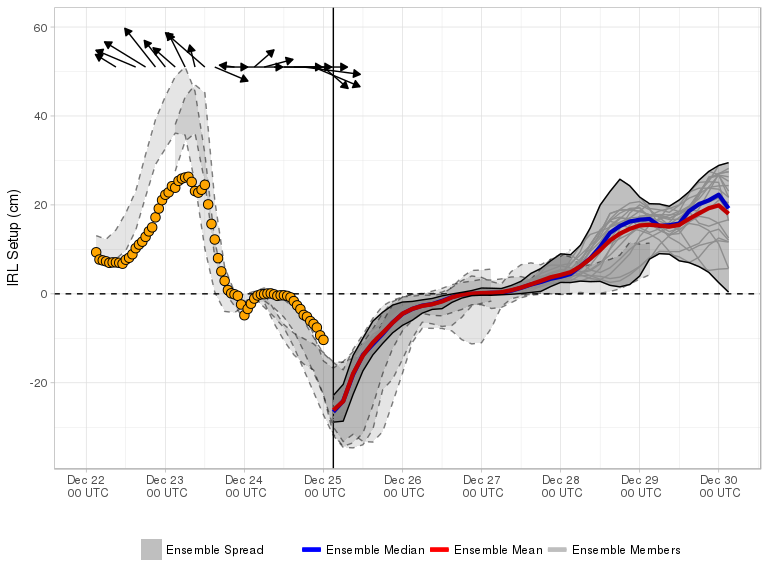 IRL Setup (cm)
60
40
20
0
-20
Dec 22 Dec 23 Dec 24 Dec 25 Dec 26 Dec 27 Dec 28 Dec 29 Dec 30
00 UTC 00 UTC 00 UTC 00 UTC 00 UTC 00 UTC 00 UTC 00 UTC 00 UTC
Ensemble Spread Ensemble Median Ensemble Mean Ensemble Members